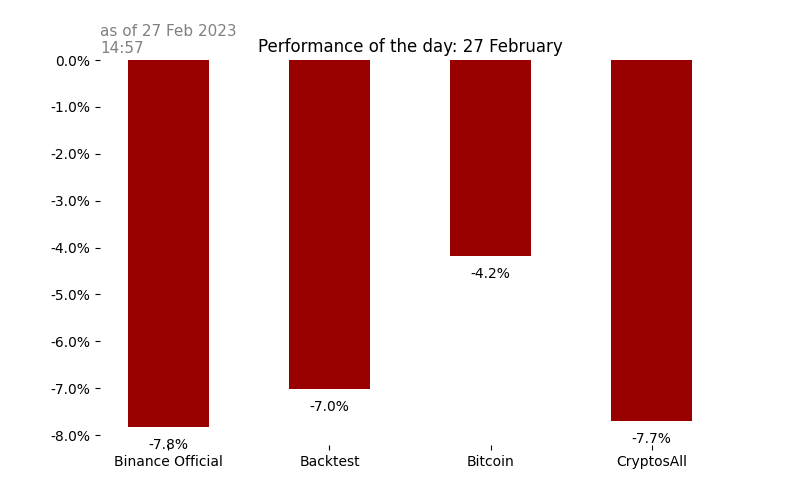 as of 27 Feb 2023
14:57
Performance of the day: 27 February
0.0%
-1.0%
-2.0%
-3.0%
-4.0%
-5.0%
-6.0%
-7.0%
-8.0%
-7.8%
-7.0%
-4.2%
-7.7%
Binance Official
Backtest
Bitcoin
CryptosAll